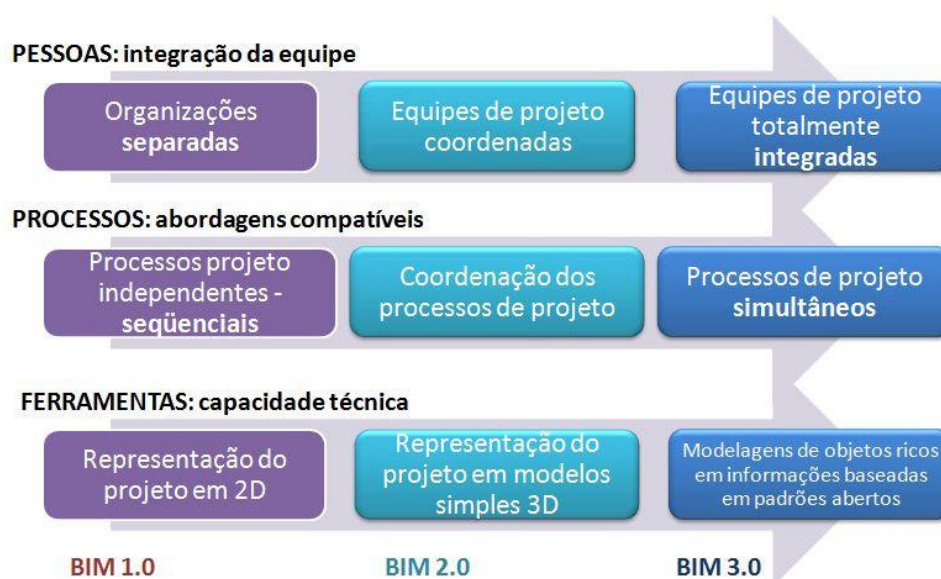 PESSOAS: integração da equipe
Organizações
separadas
Equipes de projeto
coordenadas
Equipes de projeto
totalmente
integradas
PROCESSOS: abordagens compatíveis
Processos projeto
independentes -
seqüenciais
Coordenação dos
processos de projeto
Processos de projeto
simultâneos
FERRAMENTAS: capacidade técnica
Representação do
projeto em 2D
Representação do
projeto em modelos
simples 3D
Modelagens de objetos ricos
em informações baseadas
em padrões abertos
BIM 1.0
BIM 2.0
BIM 3.0